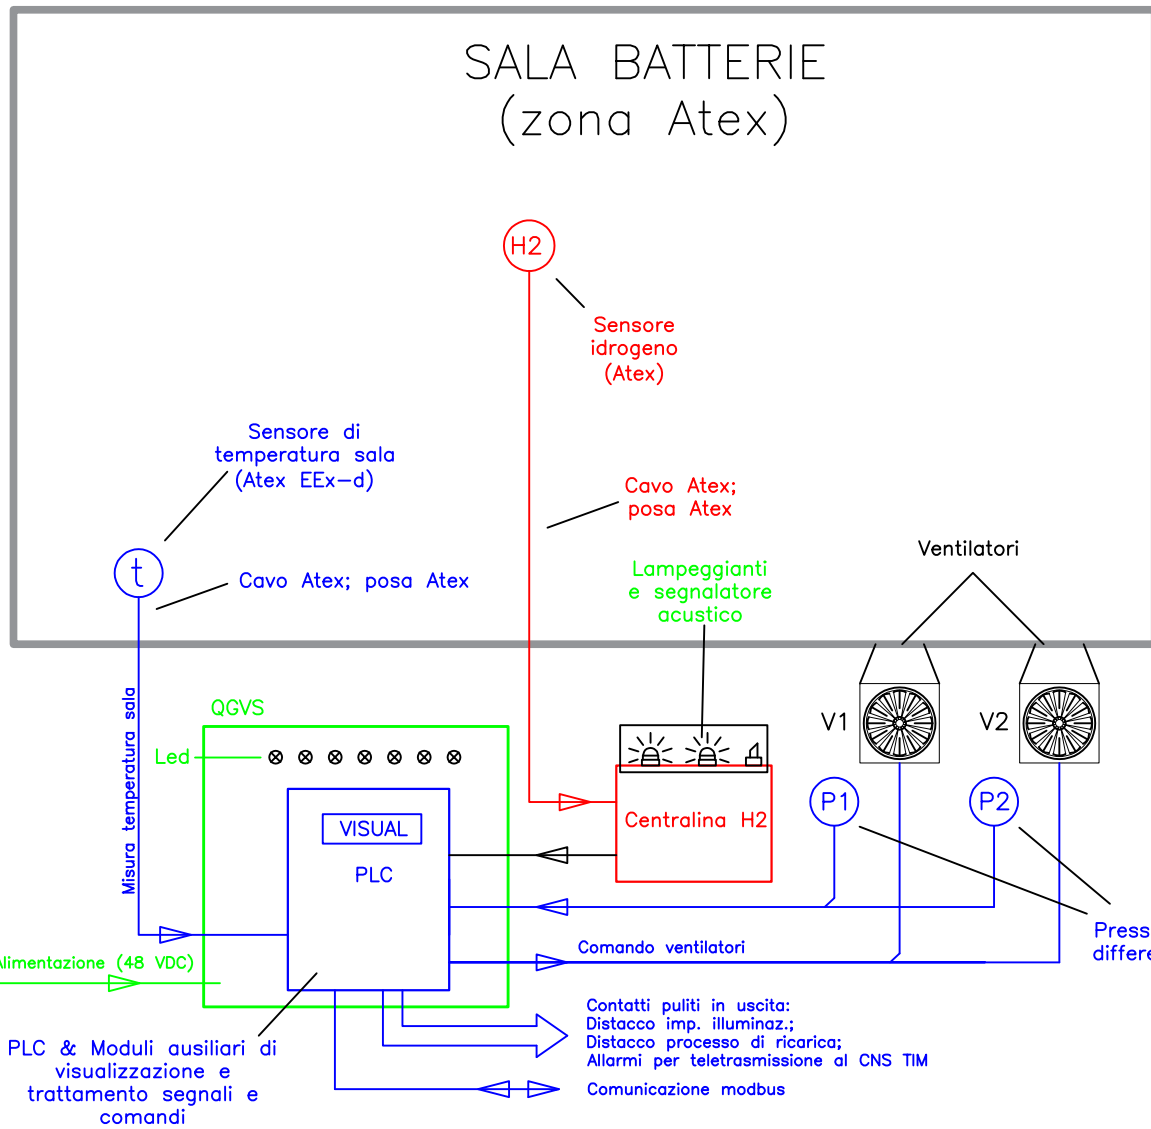 SALA BATTERIE
(zona Atex)
H2
Sensore
idrogeno
(Atex)
Sensore di
temperatura sala
(Atex EEx-d)
Cavo Atex;
posa Atex
t
Cavo Atex; posa Atex
Lampeggianti
e segnalatore
acustico
Ventilatori
Misura temperatura sala
QGVS
Led
V1
V2
P1
P2
Centralina H2
VISUAL
PLC
Comando ventilatori
Press
differe
Alimentazione (48 VDC)
PLC & Moduli ausiliari di
visualizzazione e
trattamento segnali e
comandi
Contatti puliti in uscita:
Distacco imp. illuminaz.;
Distacco processo di ricarica;
Allarmi per teletrasmissione al CNS TIM
Comunicazione modbus